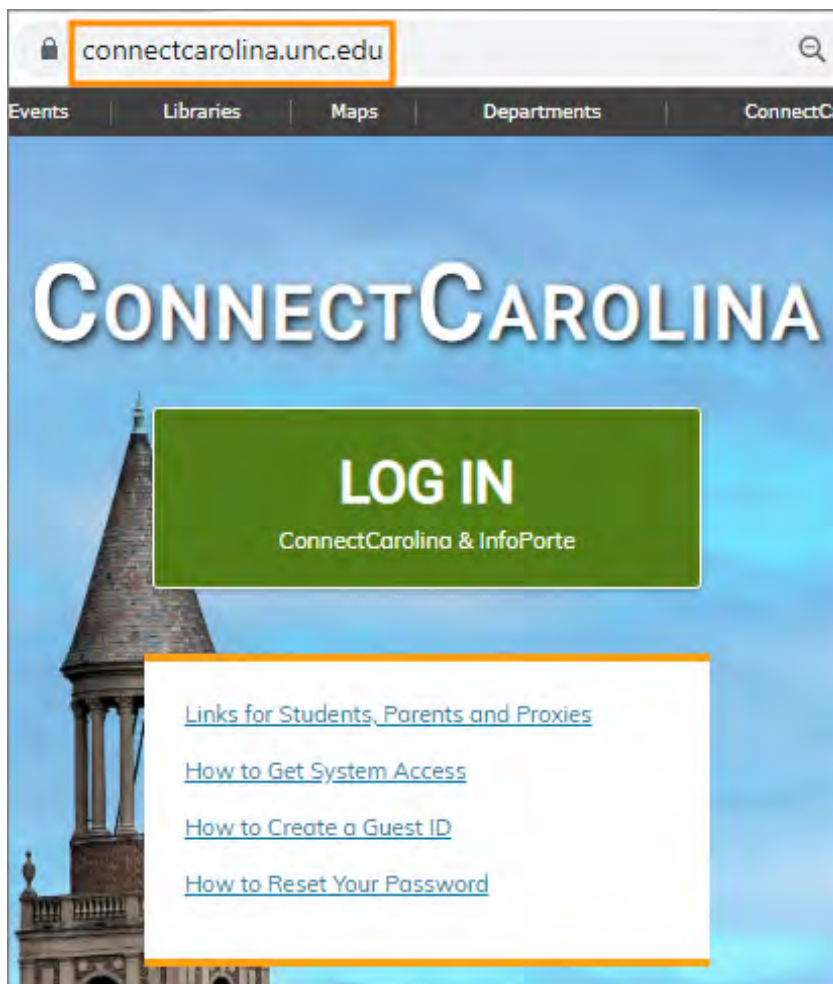 connectcarolina.unc.edu
Events Libraries Maps Departments ConnectCa
CONNECTCAROLINA
LOG IN
ConnectCarolina & InfoPorte
Links for Students, Parents and Proxies
How to Get System Access
How to Create a Guest ID
How to Reset Your Password